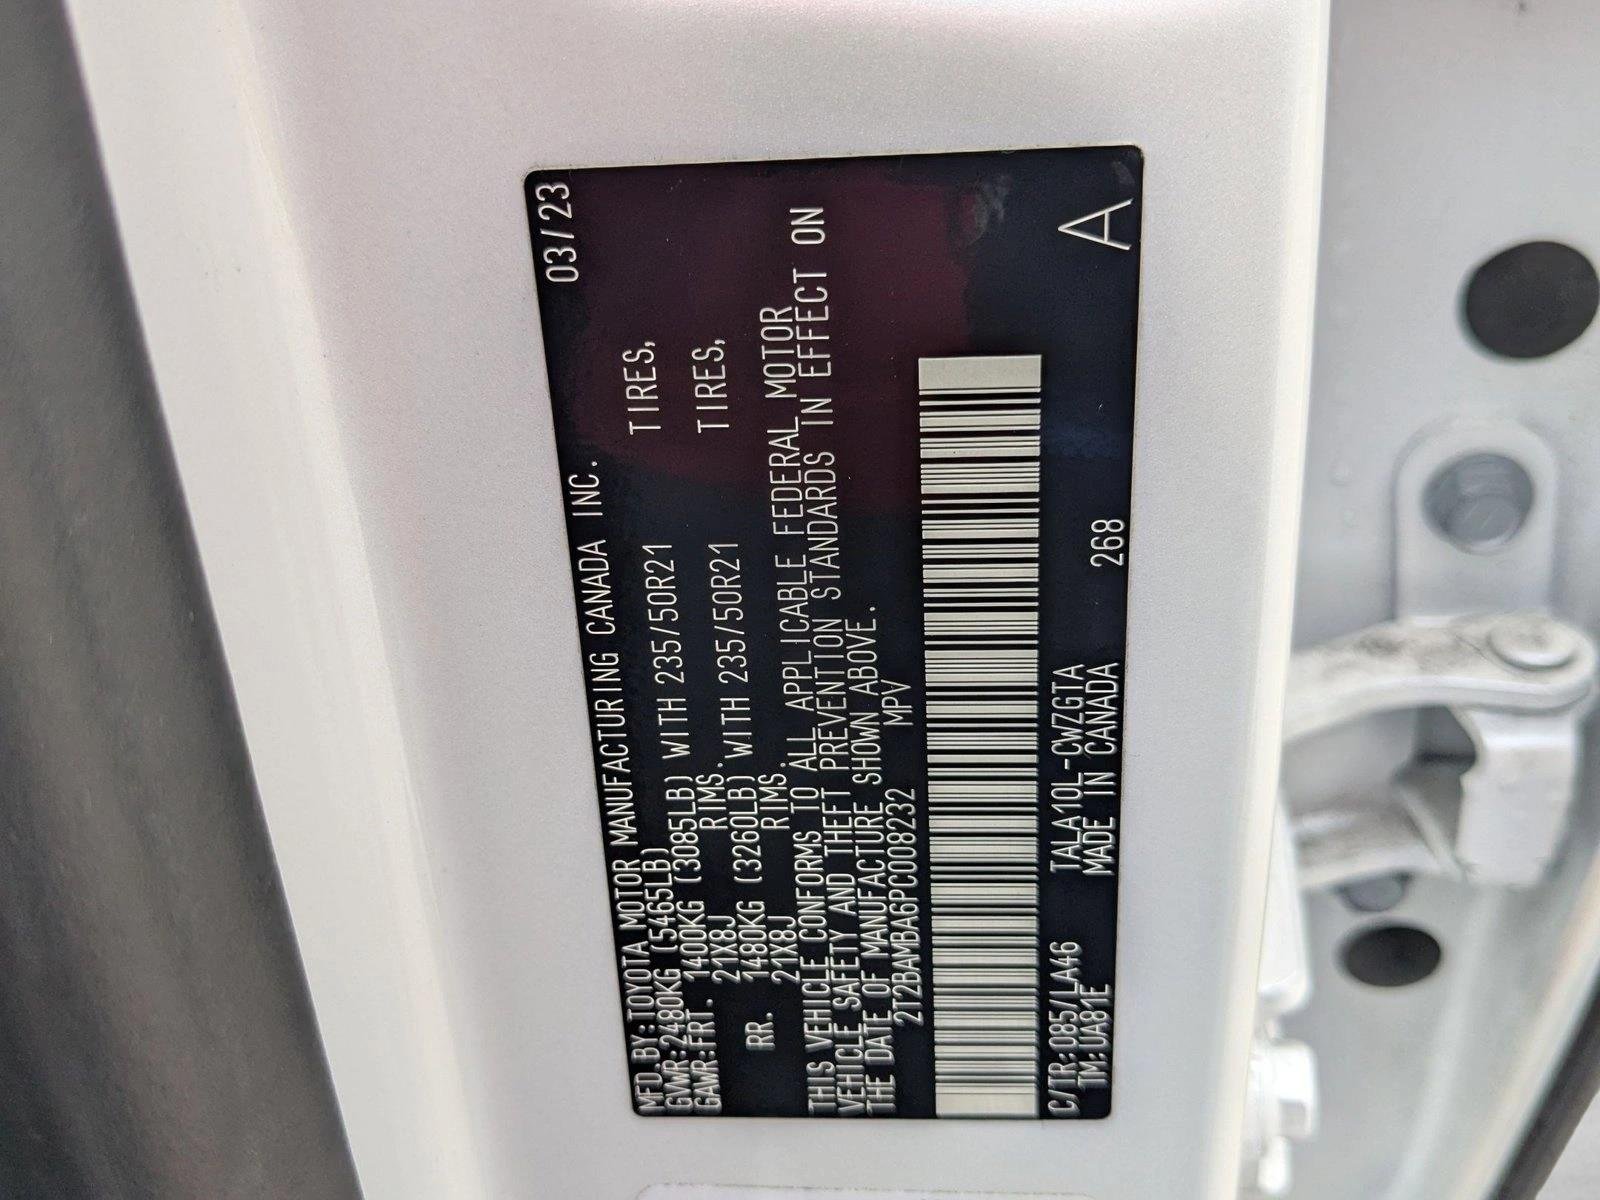 MFD.BY:TOYOTA MOTOR MANUFACTURING CANADA INC. 03/23
GVWR:2480KG (5465LB)
GAWR:FRT. 1400KG (3085LB) WITH 235/50R21 TIRES,
21X8J RIMS.
RR. 1480KG (3260LB) WITH 235/50R21 TIRES,
21X8J RIMS.
THIS VEHICLE CONFORMS TO ALL APPLICABLE FEDERAL MOTOR
VEHICLE SAFETY AND THEFT PREVENTION STANDARDS IN EFFECT ON
THE DATE OF MANUFACTURE SHOWN ABOVE.
2T2BAMBA6PC008232 MPV
C/TR:085/LA46 TALA10L-CWZGTA
TM:UA81E MADE IN CANADA 268 A